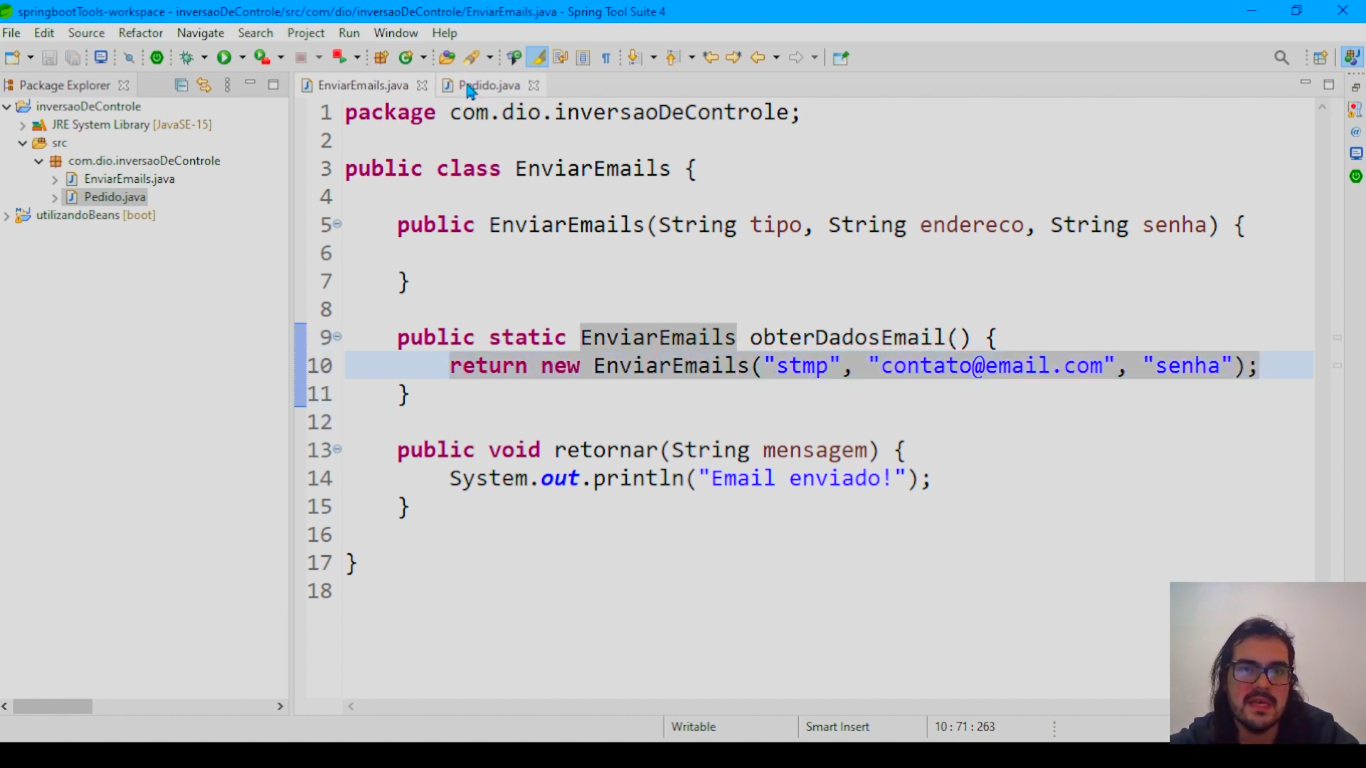 springbootTools-workspace - inversaoDeControle/src/com/dio/inversaoDeControle/EnviarEmails.java - Spring Tool Suite 4
File Edit Source Refactor Navigate Search Project Run Window Help
Package Explorer
EnviarEmails.java
Pedido.java
inversaoDeControle
JRE System Library [JavaSE-15]
src
com.dio.inversaoDeControle
EnviarEmails.java
Pedido.java
utilizandoBeans [boot]
1 package com.dio.inversaoDeControle;
2
3 public class EnviarEmails {
4
5 public EnviarEmails(String tipo, String endereco, String senha) {
6
7 }
8
9 public static EnviarEmails obterDadosEmail() {
10 return new EnviarEmails("stmp", "contato@email.com", "senha");
11 }
12
13 public void retornar(String mensagem) {
14 System.out.println("Email enviado!");
15 }
16
17 }
18
Writable
Smart Insert
10 : 71 : 263